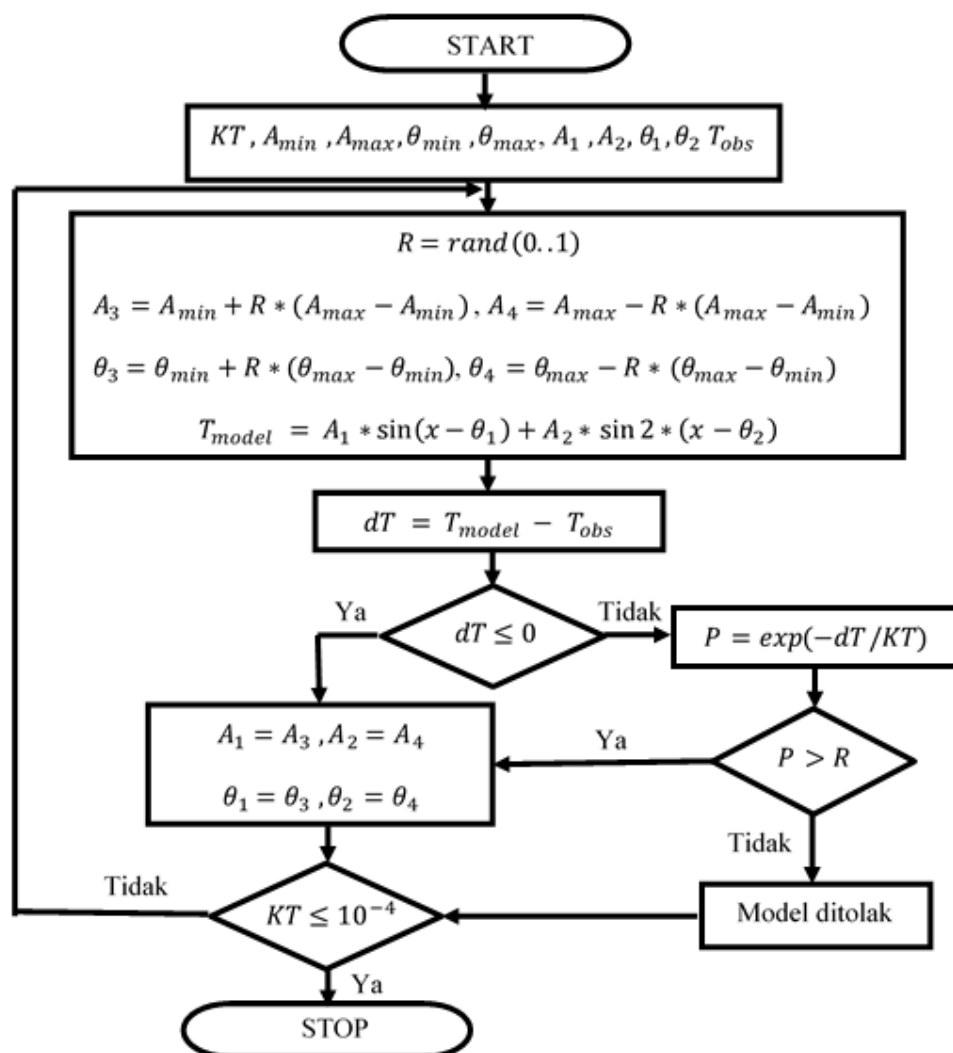 START
KT , A_min , A_max, θ_min , θ_max, A_1 , A_2, θ_1, θ_2 T_obs
R = rand(0..1)
A_3 = A_min + R ∗ (A_max − A_min), A_4 = A_max − R ∗ (A_max − A_min)
θ_3 = θ_min + R ∗ (θ_max − θ_min), θ_4 = θ_max − R ∗ (θ_max − θ_min)
T_model = A_1 ∗ sin(x − θ_1) + A_2 ∗ sin 2 ∗ (x − θ_2)
dT = T_model − T_obs
Ya
Tidak
dT ≤ 0
P = exp(−dT/KT)
A_1 = A_3 , A_2 = A_4
θ_1 = θ_3 , θ_2 = θ_4
Ya
P > R
Tidak
Tidak
KT ≤ 10^−4
Model ditolak
Ya
STOP